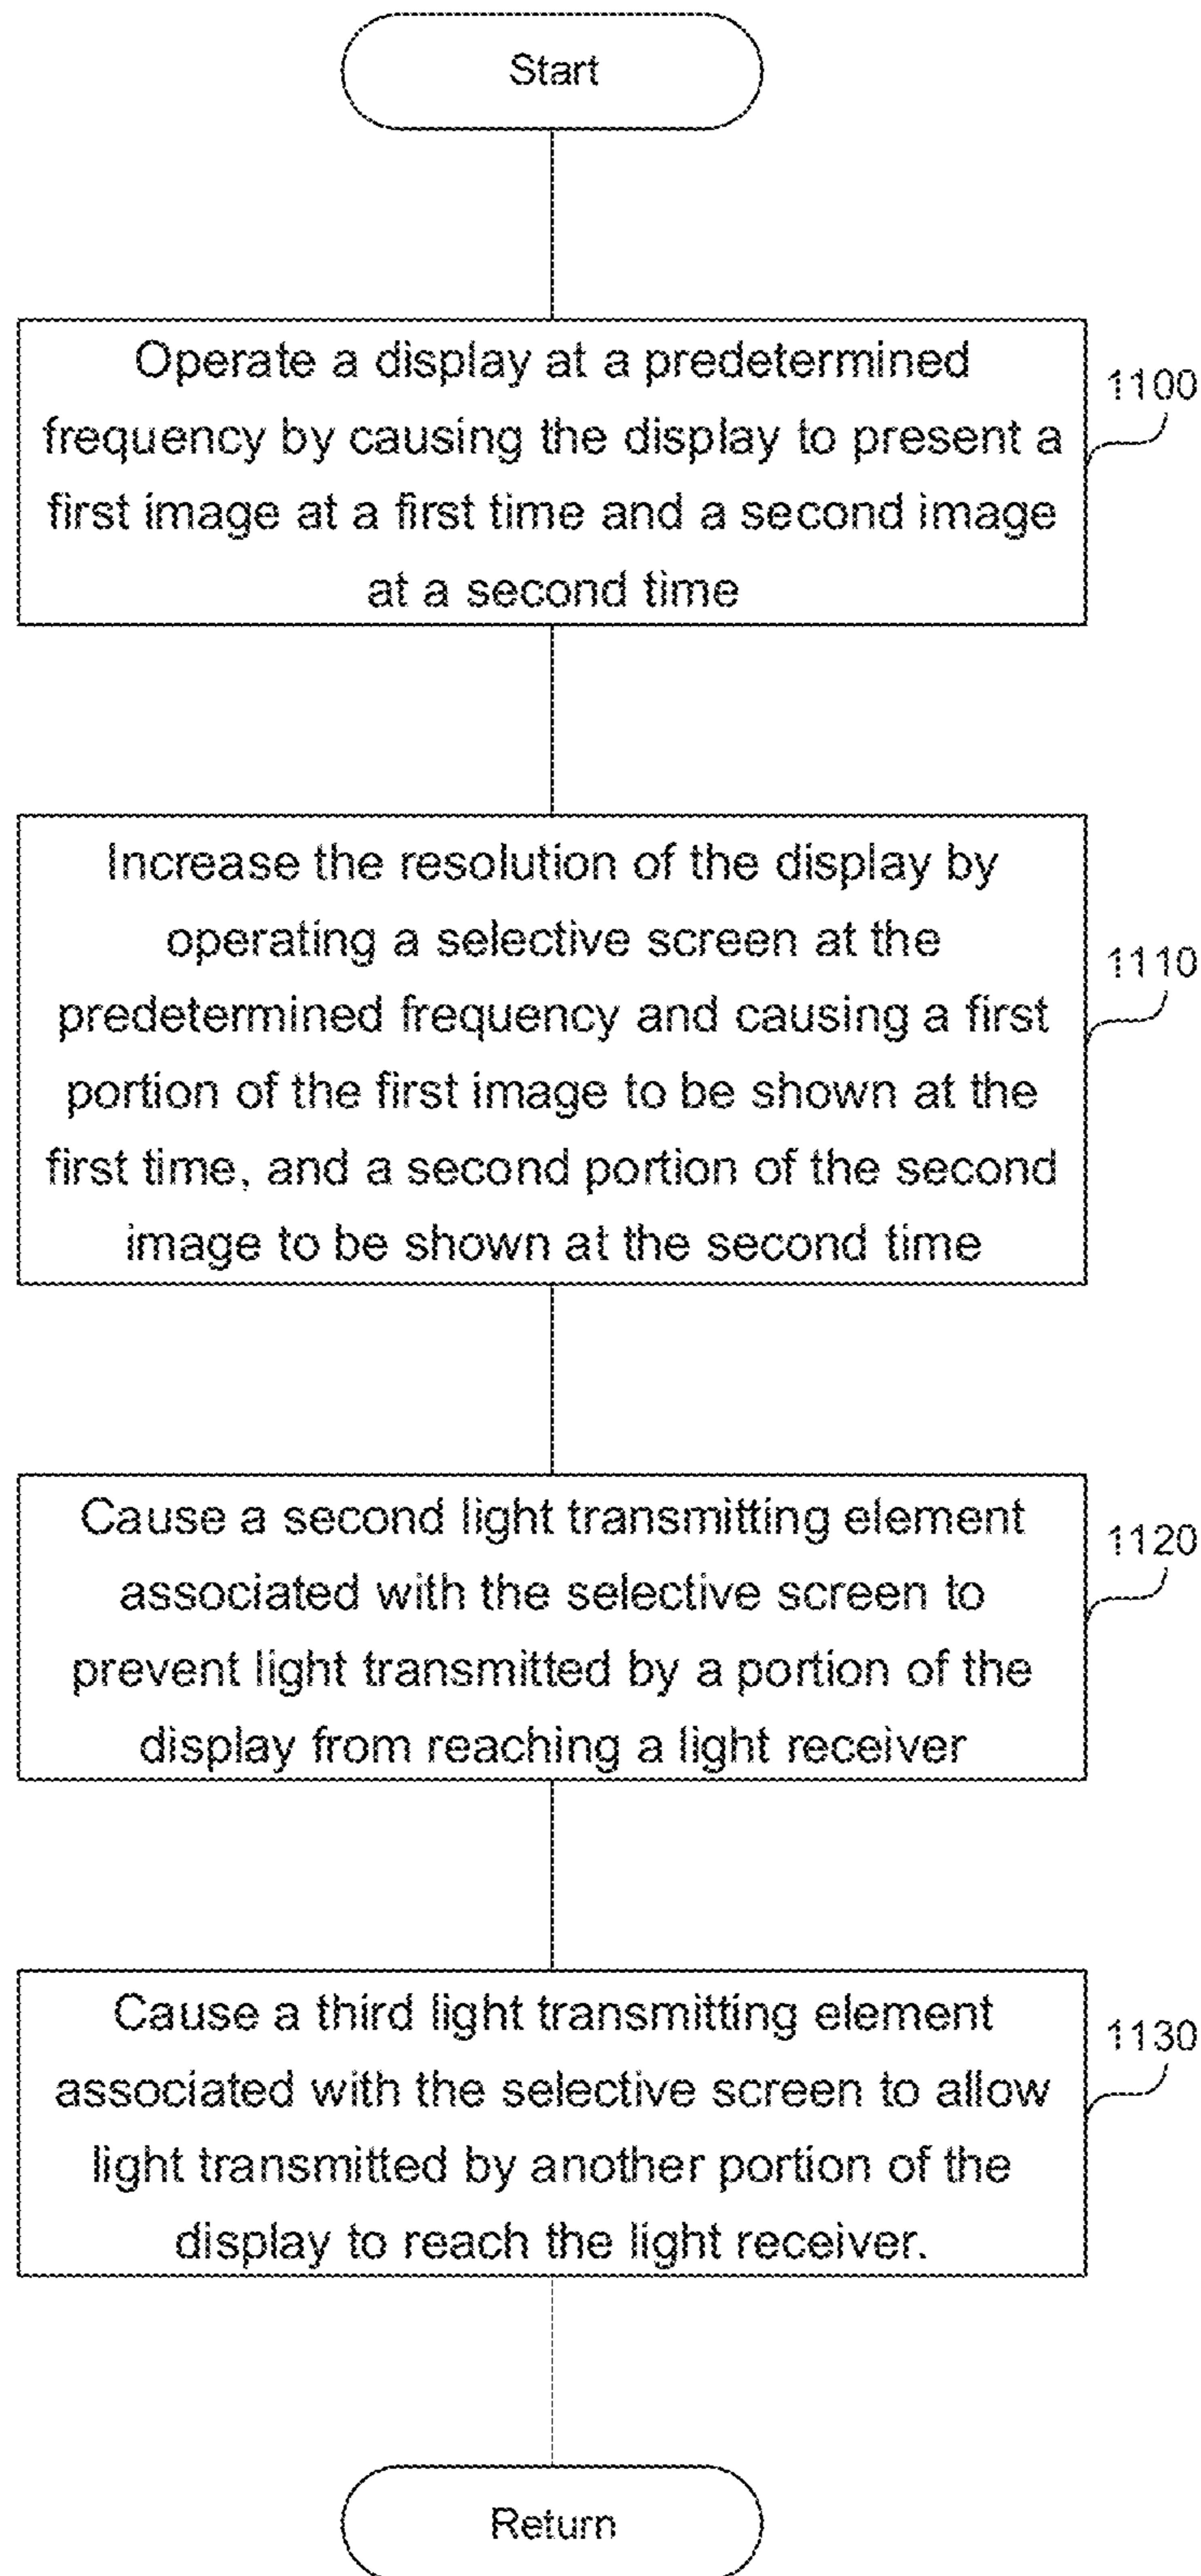 Start
Operate a display at a predetermined
frequency by causing the display to present a
first image at a first time and a second image
at a second time
1100
Increase the resolution of the display by
operating a selective screen at the
predetermined frequency and causing a first
portion of the first image to be shown at the
first time, and a second portion of the second
image to be shown at the second time
1110
Cause a second light transmitting element
associated with the selective screen to
prevent light transmitted by a portion of the
display from reaching a light receiver
1120
Cause a third light transmitting element
associated with the selective screen to allow
light transmitted by another portion of the
display to reach the light receiver.
1130
Return